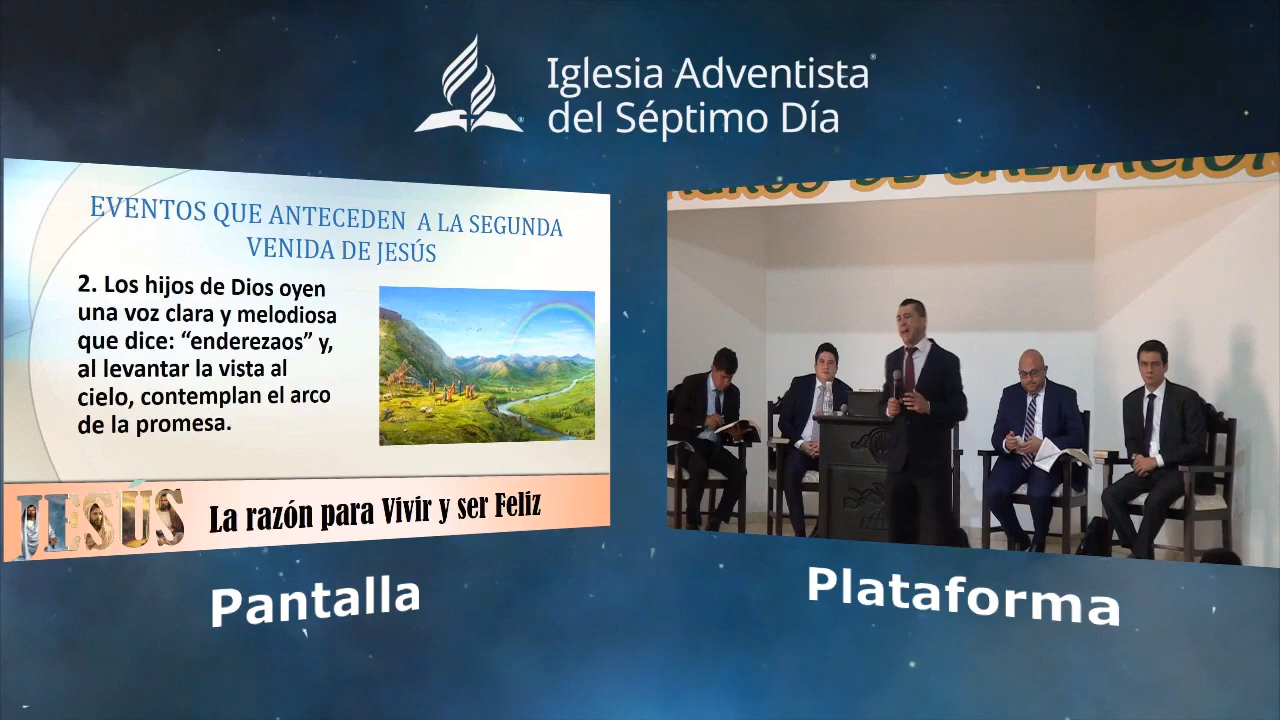 Iglesia Adventista®
del Séptimo Día
EVENTOS QUE ANTECEDEN A LA SEGUNDA
VENIDA DE JESÚS
2. Los hijos de Dios oyen
una voz clara y melodiosa
que dice: “enderezaos” y,
al levantar la vista al
cielo, contemplan el arco
de la promesa.
JESÚS La razón para Vivir y ser Feliz
DE SALVACIÓN
Pantalla
Plataforma